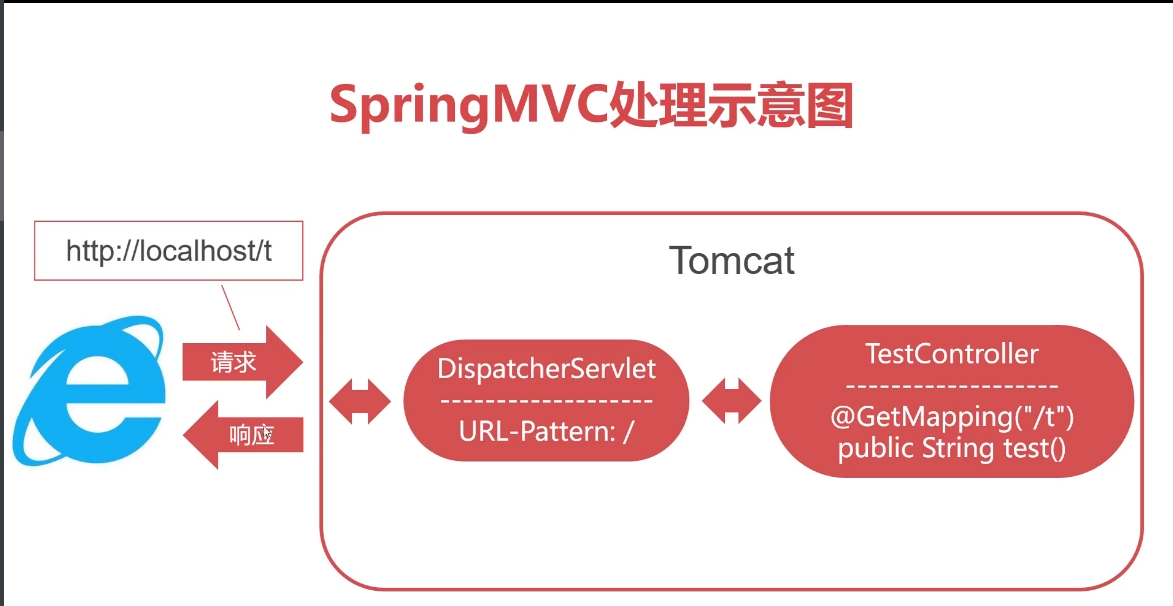 SpringMVC处理示意图
http://localhost/t
Tomcat
请求
响应
DispatcherServlet
-------------------
URL-Pattern: /
TestController
-------------------
@GetMapping("/t")
public String test()